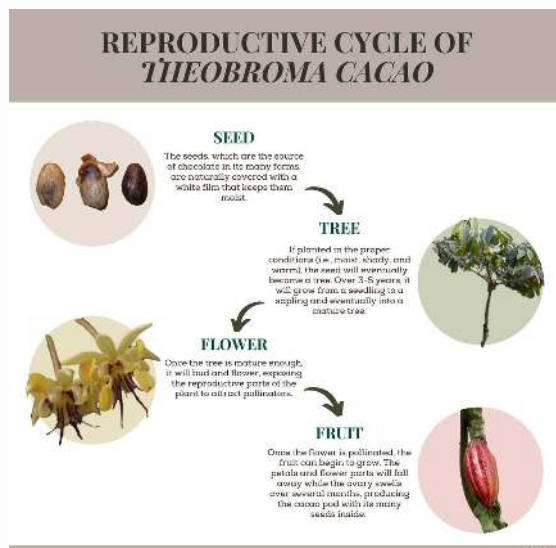 REPRODUCTIVE CYCLE OF
THEOBROMA CACAO
SEED
The seeds, which are the source
of chocolate in its many forms,
are naturally covered with a
white film that keeps them
moist.
TREE
If planted in the proper
conditions (i.e., moist, shady, and
warm), the seed will eventually
become a tree. Over 3-5 years, it
will grow from a seedling to a
sapling and eventually into a
mature tree.
FLOWER
Once the tree is mature enough,
it will bud and flower, exposing
the reproductive parts of the
plant to attract pollinators.
FRUIT
Once the flower is pollinated, the
fruit can begin to grow. The
petals and flower parts will fall
away while the ovary swells
over several months, producing
the cacao pod with its many
seeds inside.